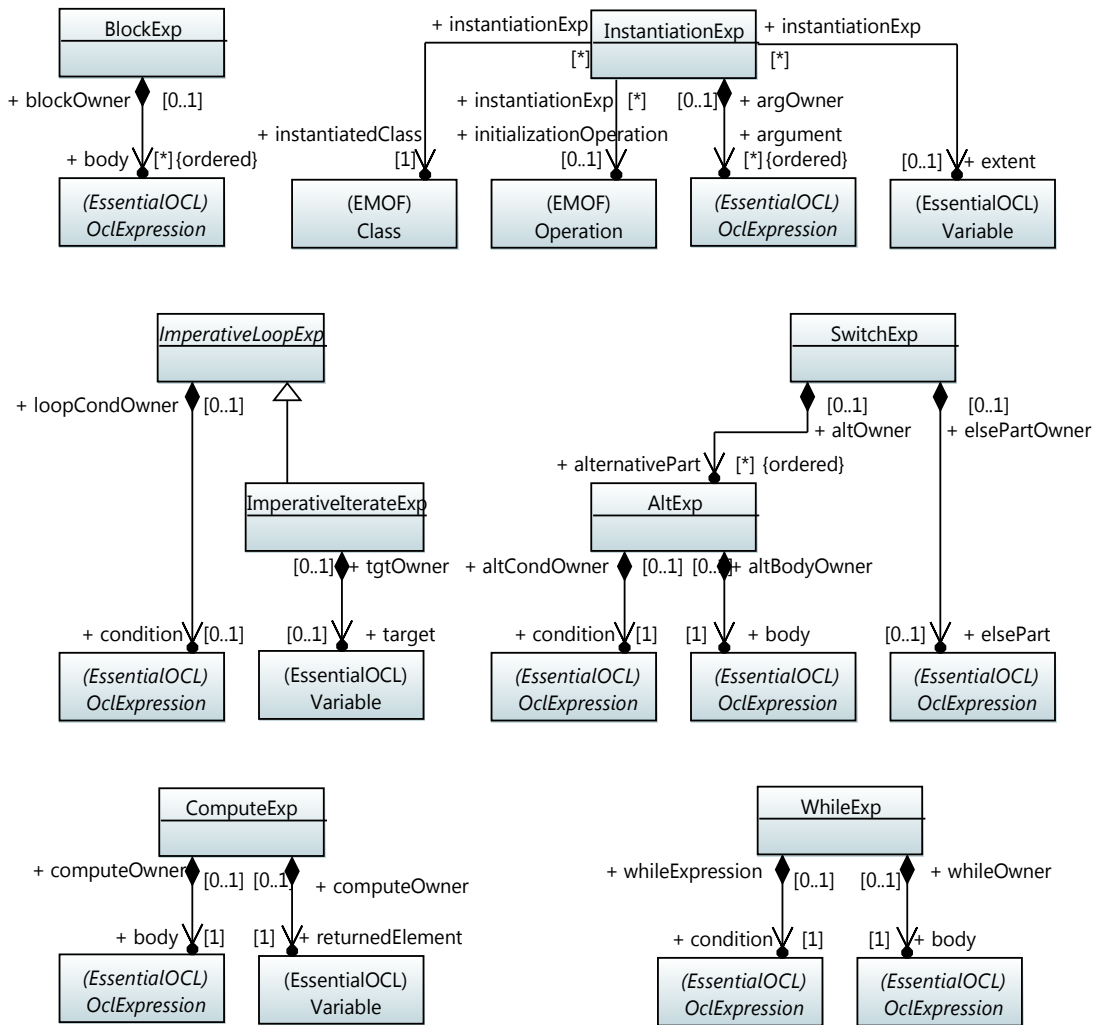 BlockExp
InstantiationExp
+ instantiationExp
+ instantiationExp
[*]
[*]
+ blockOwner
[0..1]
+ instantiationExp
[*]
[0..1]
+ argOwner
+ instantiatedClass
+ initializationOperation
+ argument
+ body
[*] {ordered}
[1]
[0..1]
[*] {ordered}
[0..1]
+ extent
(EssentialOCL)
OclExpression
(EMOF)
Class
(EMOF)
Operation
(EssentialOCL)
OclExpression
(EssentialOCL)
Variable
ImperativeLoopExp
SwitchExp
+ loopCondOwner
[0..1]
[0..1]
[0..1]
+ altOwner
+ elsePartOwner
+ alternativePart
[*] {ordered}
ImperativeIterateExp
AltExp
[0..1]
+ tgtOwner
+ altCondOwner
[0..1]
[0..1]
+ altBodyOwner
+ condition
[0..1]
[0..1]
+ target
+ condition
[1]
[1]
+ body
[0..1]
+ elsePart
(EssentialOCL)
OclExpression
(EssentialOCL)
Variable
(EssentialOCL)
OclExpression
(EssentialOCL)
OclExpression
(EssentialOCL)
OclExpression
ComputeExp
WhileExp
+ computeOwner
[0..1]
[0..1]
+ computeOwner
+ whileExpression
[0..1]
[0..1]
+ whileOwner
+ body
[1]
[1]
+ returnedElement
+ condition
[1]
[1]
+ body
(EssentialOCL)
OclExpression
(EssentialOCL)
Variable
(EssentialOCL)
OclExpression
(EssentialOCL)
OclExpression